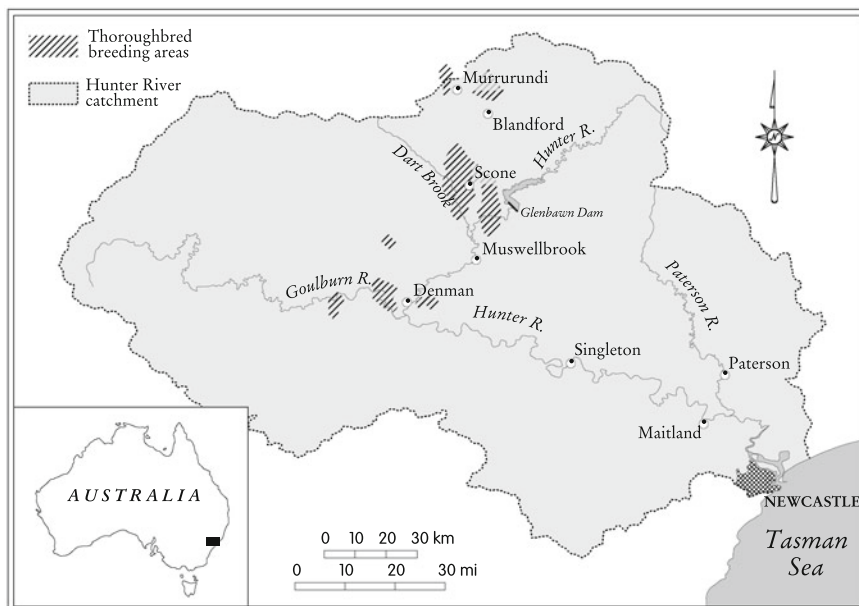 Thoroughbred
breeding areas
Hunter River
catchment
Murrurundi
Blandford
Hunter R.
Dart Brook
Scone
Glenbawn Dam
Muswellbrook
Goulburn R.
Denman
Hunter R.
Paterson R.
Singleton
Paterson
Maitland
NEWCASTLE
Tasman
Sea
AUSTRALIA
0 10 20 30 km
0 10 20 30 mi
N